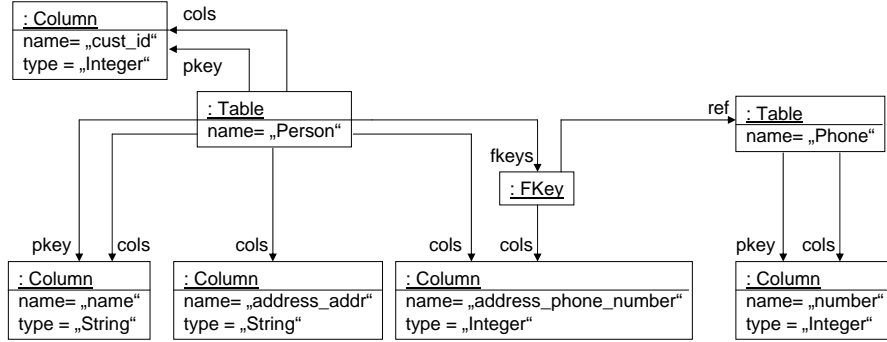 : Column
name= „cust_id“
type = „Integer“
cols
pkey
: Table
name= „Person“
ref
: Table
name= „Phone“
fkeys
: FKey
pkey
cols
cols
cols
cols
pkey
cols
: Column
name= „name“
type = „String“
: Column
name= „address_addr“
type = „String“
: Column
name= „address_phone_number“
type = „Integer“
: Column
name= „number“
type = „Integer“